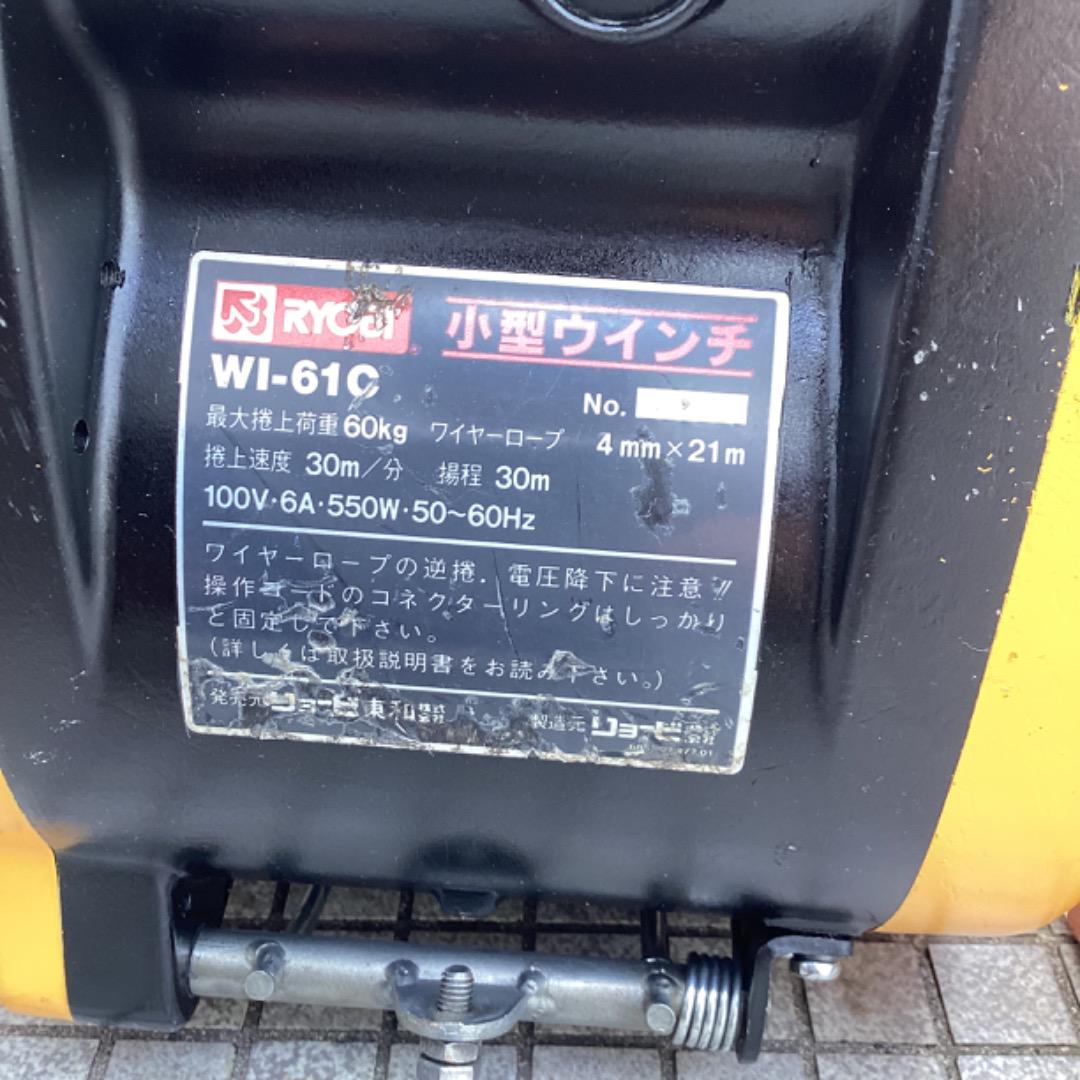 RYOBI 小型ウインチ
WI-61C
No.
最大捲上荷重 60kg ワイヤーロープ 4mm×21m
捲上速度 30m/分 揚程 30m
100V・6A・550W・50~60Hz
ワイヤーロープの逆捲.電圧降下に注意!!
操作コードのコネクターリングはしっかり
と固定して下さい。
(詳しくは取扱説明書をお読み下さい。)
発売元 リョービ東和株式会社 製造元 リョービ株式会社